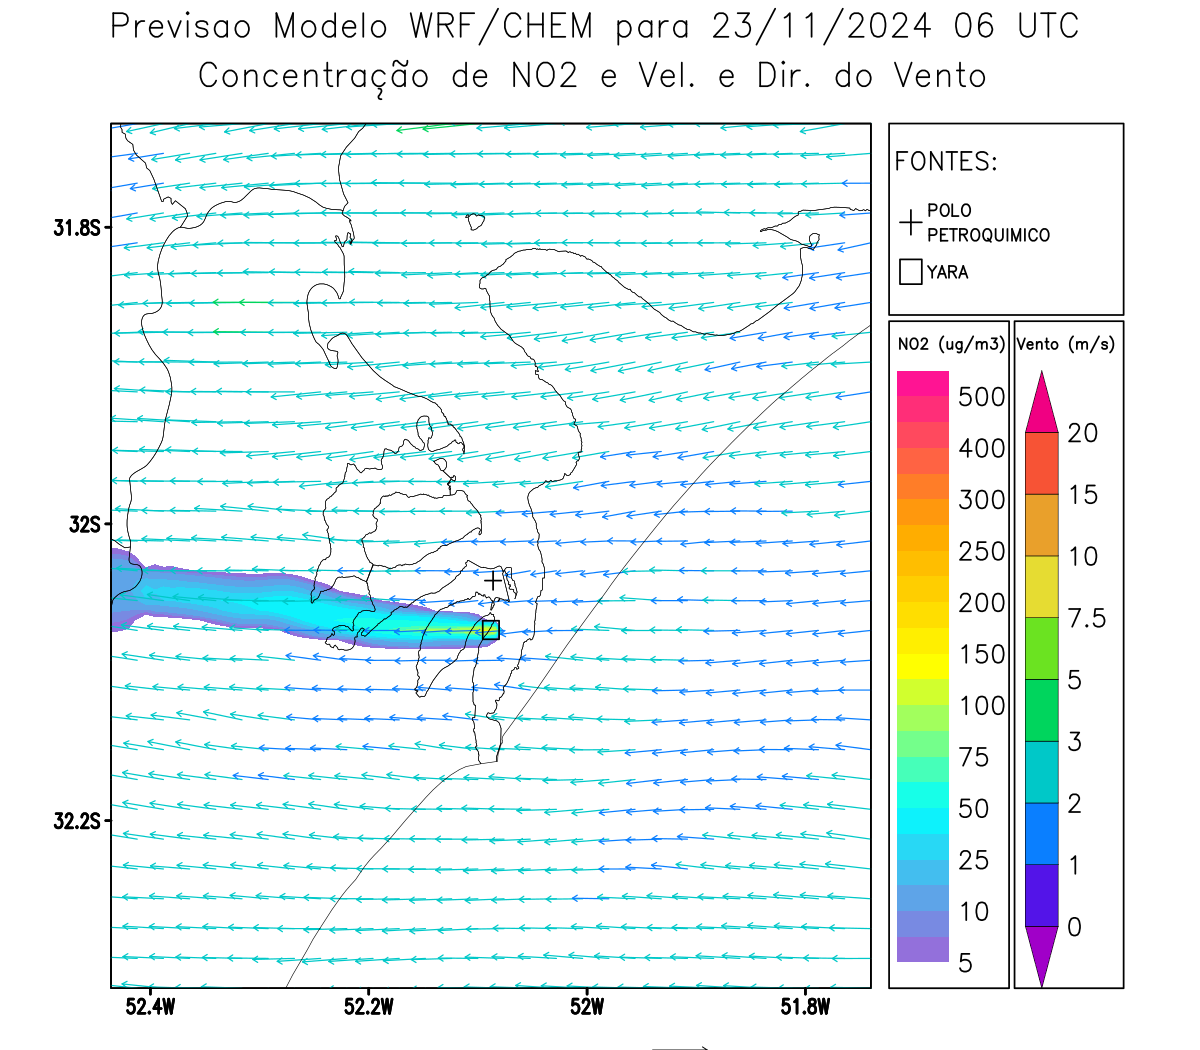 Previsao Modelo WRF/CHEM para 23/11/2024 06 UTC
Concentração de NO2 e Vel. e Dir. do Vento
FONTES:
POLO
PETROQUIMICO
YARA
NO2 (ug/m3)
500
400
300
250
200
150
100
75
50
25
10
5
Vento (m/s)
20
15
10
7.5
5
3
2
1
0
31.8S
32S
32.2S
52.4W
52.2W
52W
51.8W